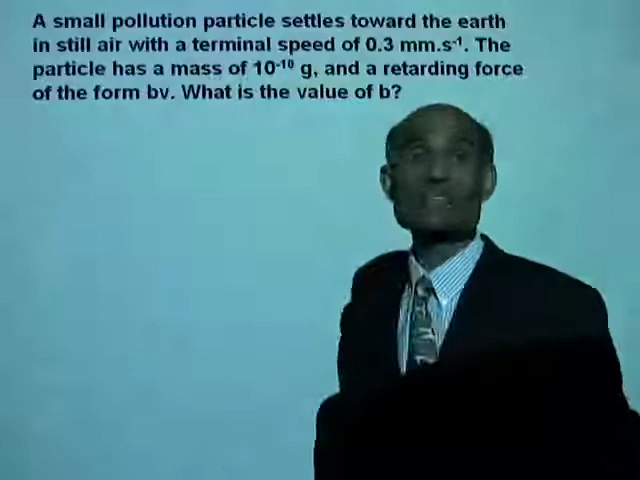 A small pollution particle settles toward the earth
in still air with a terminal speed of 0.3 mm.s⁻¹. The
particle has a mass of 10⁻¹⁰ g, and a retarding force
of the form bv. What is the value of b?